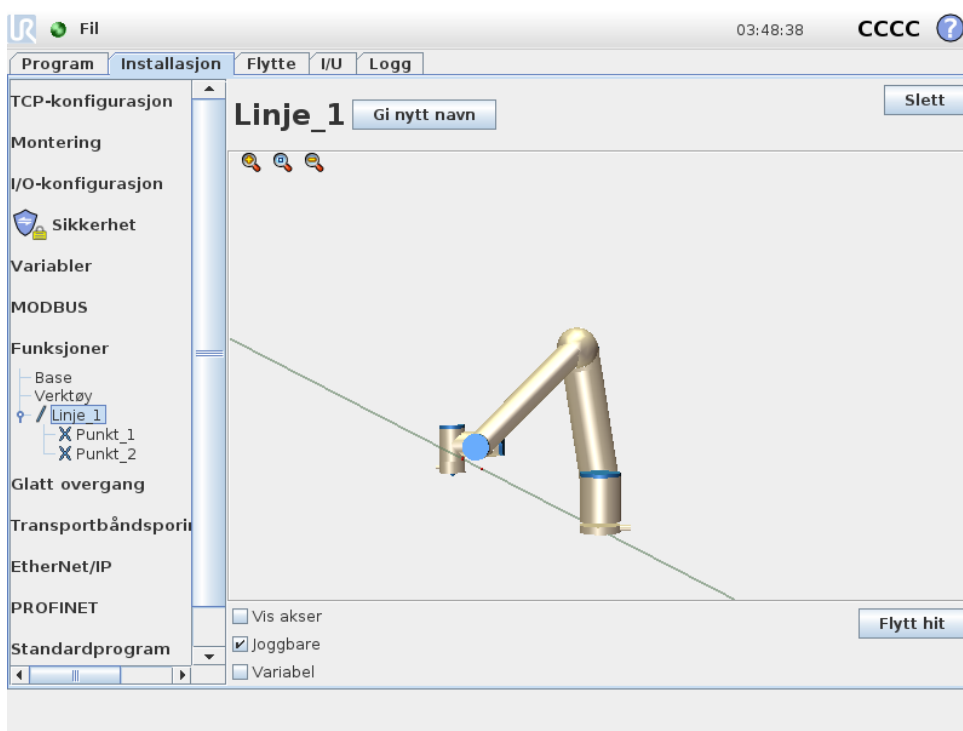 UR Fil 03:48:38 CCCC ?
Program Installasjon Flytte I/U Logg
TCP-konfigurasjon
Montering
I/O-konfigurasjon
Sikkerhet
Variabler
MODBUS
Funksjoner
Base
Verktøy
Linje_1
Punkt_1
Punkt_2
Glatt overgang
Transportbåndsporin
EtherNet/IP
PROFINET
Standardprogram
Linje_1 Gi nytt navn
Slett
Vis akser
Joggbare
Variabel
Flytt hit